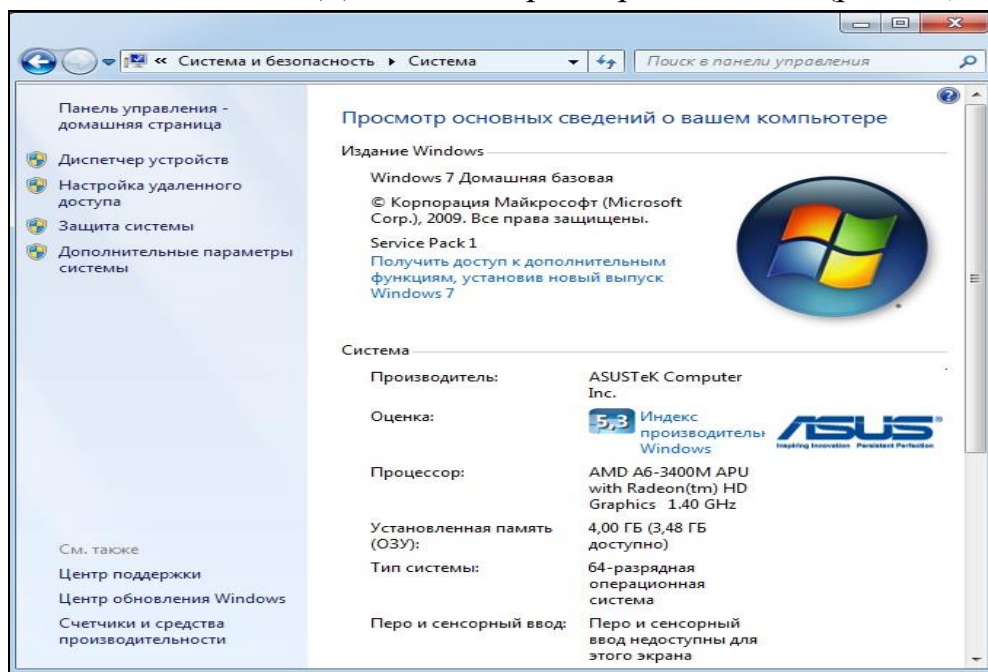 « Система и безопасность ▸ Система
Поиск в панели управления
Панель управления -
домашняя страница
Диспетчер устройств
Настройка удаленного
доступа
Защита системы
Дополнительные параметры
системы
См. также
Центр поддержки
Центр обновления Windows
Счетчики и средства
производительности
Просмотр основных сведений о вашем компьютере
Издание Windows
Windows 7 Домашняя базовая
© Корпорация Майкрософт (Microsoft
Corp.), 2009. Все права защищены.
Service Pack 1
Получить доступ к дополнительным
функциям, установив новый выпуск
Windows 7
Система
Производитель: ASUSTeK Computer
Inc.
Оценка: 5,3 Индекс
производительн
Windows
ASUS
Inspiring Innovation Persistent Perfection
Процессор: AMD A6-3400M APU
with Radeon(tm) HD
Graphics 1.40 GHz
Установленная память 4,00 ГБ (3,48 ГБ
(ОЗУ): доступно)
Тип системы: 64-разрядная
операционная
система
Перо и сенсорный ввод: Перо и сенсорный
ввод недоступны для
этого экрана